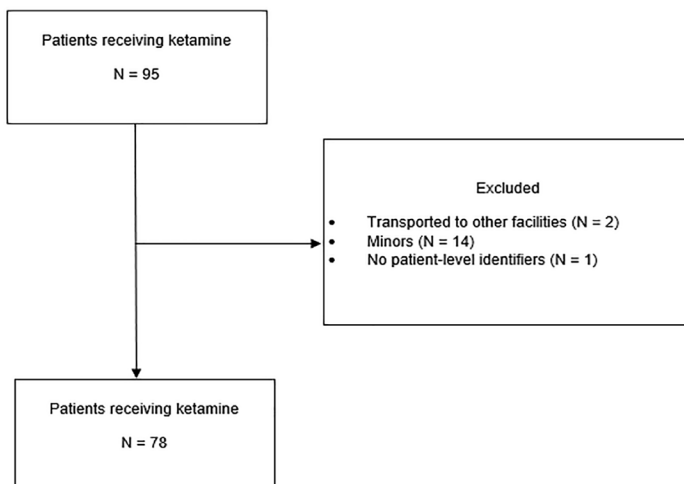 Patients receiving ketamine
N = 95
Excluded
• Transported to other facilities (N = 2)
• Minors (N = 14)
• No patient-level identifiers (N = 1)
Patients receiving ketamine
N = 78